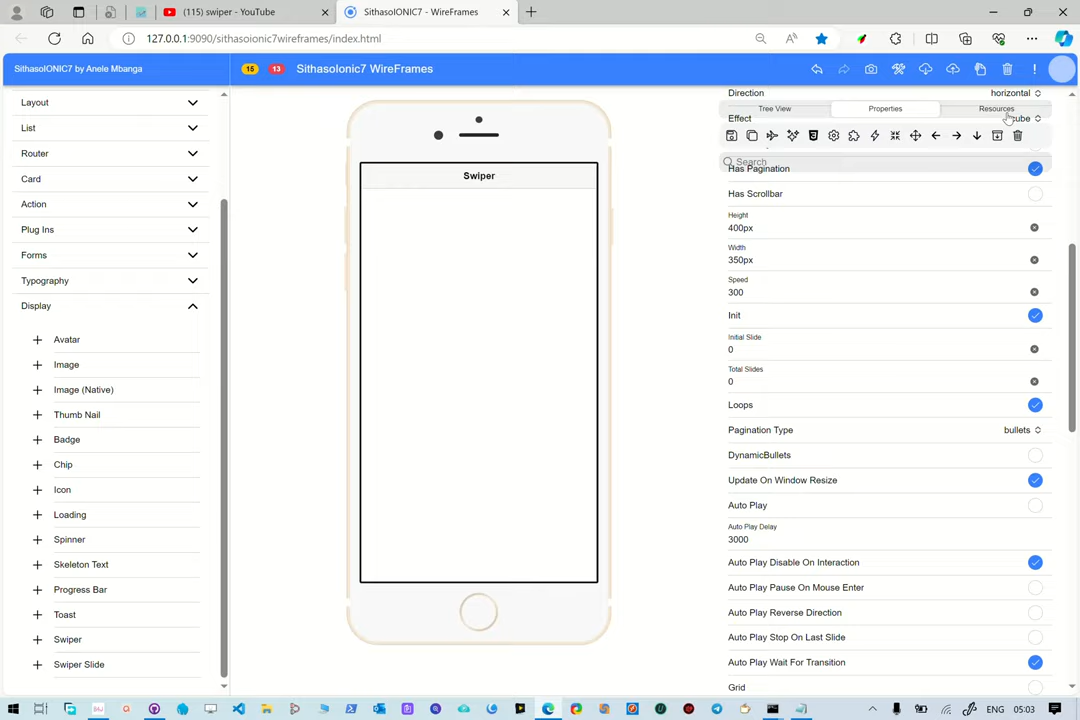 (115) swiper - YouTube
SithasoIONIC7 - WireFrames
127.0.0.1:9090/sithasoionic7wireframes/index.html
SithasoIONIC7 by Anele Mbanga
15
13
SithasoIonic7 WireFrames
Layout
List
Router
Card
Action
Plug Ins
Forms
Typography
Display
Avatar
Image
Image (Native)
Thumb Nail
Badge
Chip
Icon
Loading
Spinner
Skeleton Text
Progress Bar
Toast
Swiper
Swiper Slide
Swiper
Direction
horizontal
Tree View
Properties
Resources
Effect
cube
Search
Has Pagination
Has Scrollbar
Height
400px
Width
350px
Speed
300
Init
Initial Slide
0
Total Slides
0
Loops
Pagination Type
bullets
DynamicBullets
Update On Window Resize
Auto Play
Auto Play Delay
3000
Auto Play Disable On Interaction
Auto Play Pause On Mouse Enter
Auto Play Reverse Direction
Auto Play Stop On Last Slide
Auto Play Wait For Transition
Grid
ENG
05:03